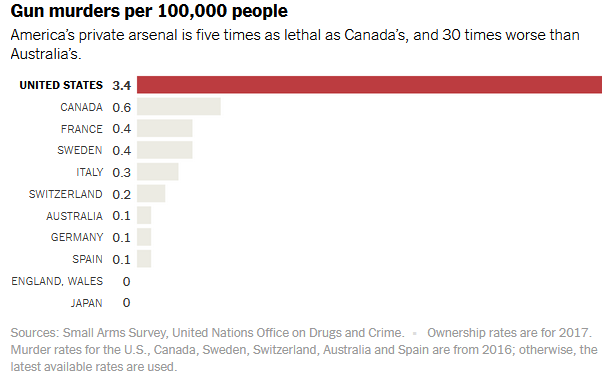 Gun murders per 100,000 people
America's private arsenal is five times as lethal as Canada's, and 30 times worse than
Australia's.
UNITED STATES 3.4
CANADA 0.6
FRANCE 0.4
SWEDEN 0.4
ITALY 0.3
SWITZERLAND 0.2
AUSTRALIA 0.1
GERMANY 0.1
SPAIN 0.1
ENGLAND, WALES 0
JAPAN 0
Sources: Small Arms Survey, United Nations Office on Drugs and Crime. • Ownership rates are for 2017.
Murder rates for the U.S., Canada, Sweden, Switzerland, Australia and Spain are from 2016; otherwise, the
latest available rates are used.